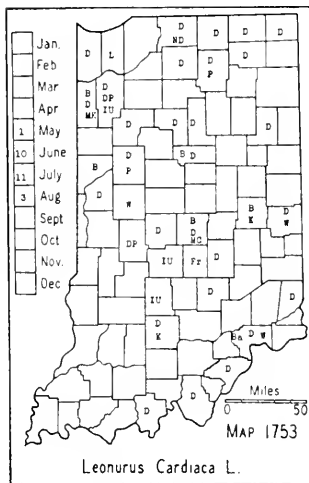 D D D D D
ND
Jan.
Feb
D L D D D
P
Mar
Apr
B D
D DP
MK IU
D D D D
1 May
10 June
11 July
3 Aug
Sept
Oct
Nov.
Dec
B D
B D
P
D W
B D
K W
D B
D
MC
DP
IU Fr D
IU D D
D
K
Ba D W
D
D D
Miles
0 50
MAP 1753
Leonurus Cardiaca L.